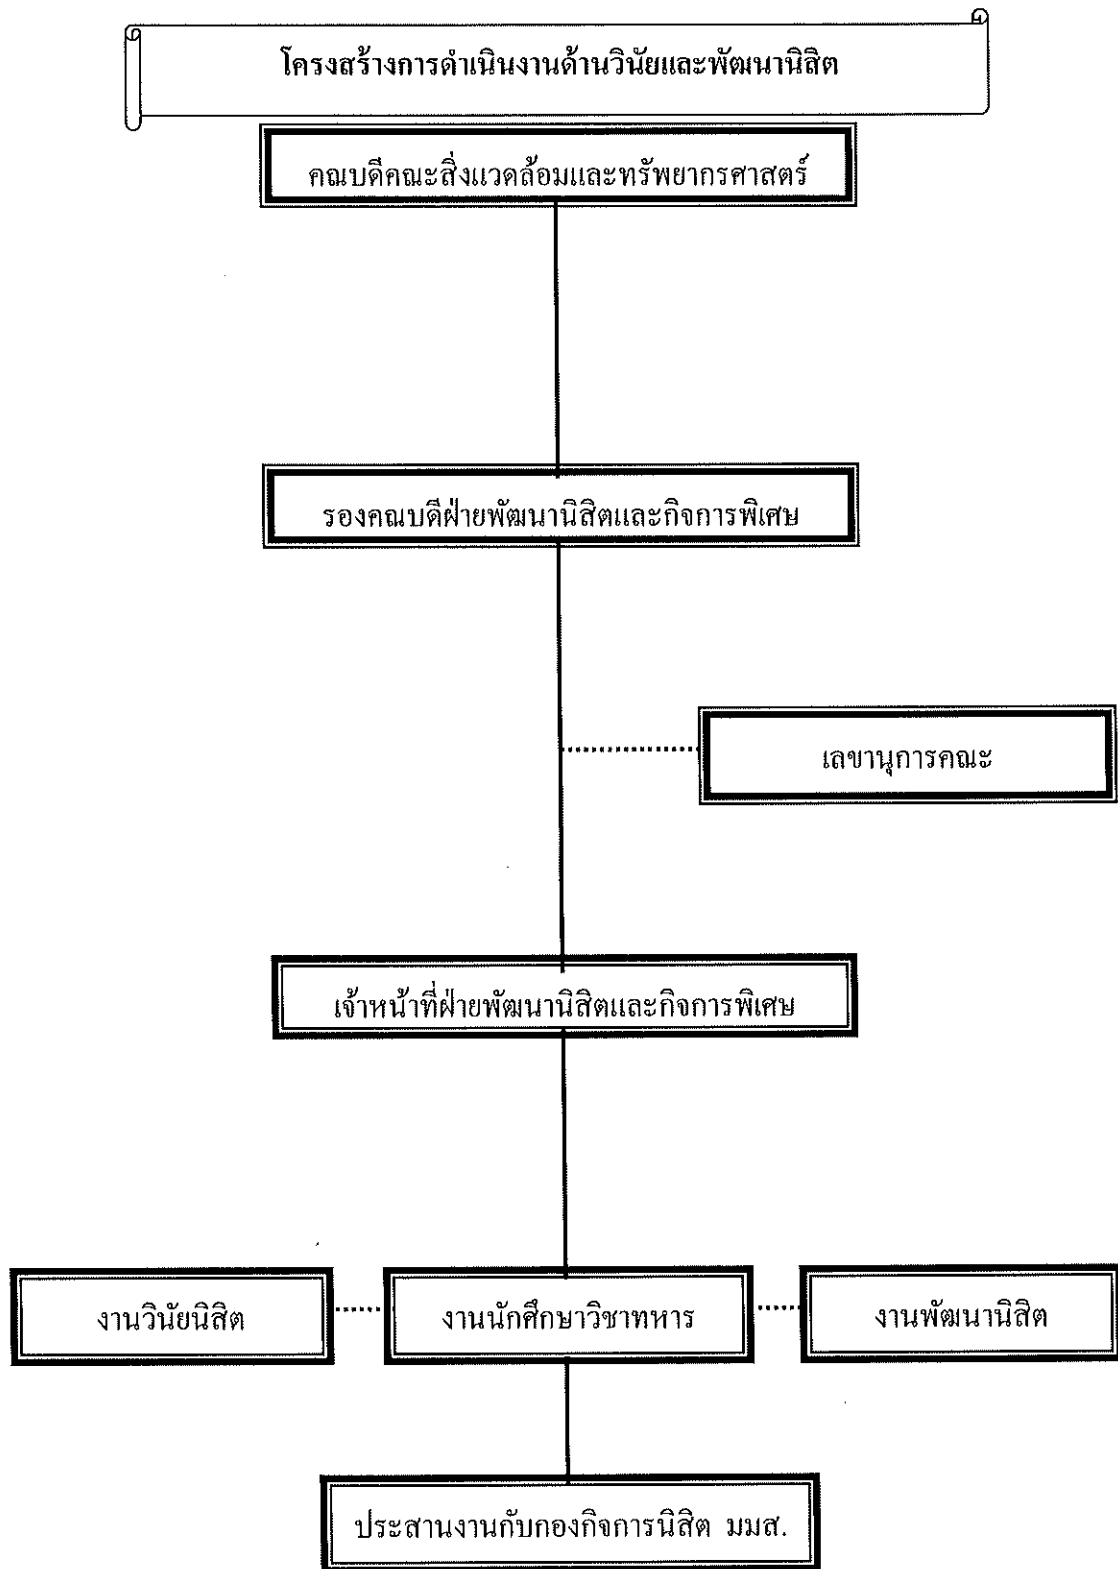 โครงสร้างการดำเนินงานด้านวินัยและพัฒนานิสิต
คณบดีคณะสิ่งแวดล้อมและทรัพยากรศาสตร์
รองคณบดีฝ่ายพัฒนานิสิตและกิจการพิเศษ
เลขานุการคณะ
เจ้าหน้าที่ฝ่ายพัฒนานิสิตและกิจการพิเศษ
งานวินัยนิสิต
งานนักศึกษาวิชาทหาร
งานพัฒนานิสิต
ประสานงานกับกองกิจการนิสิต มมส.